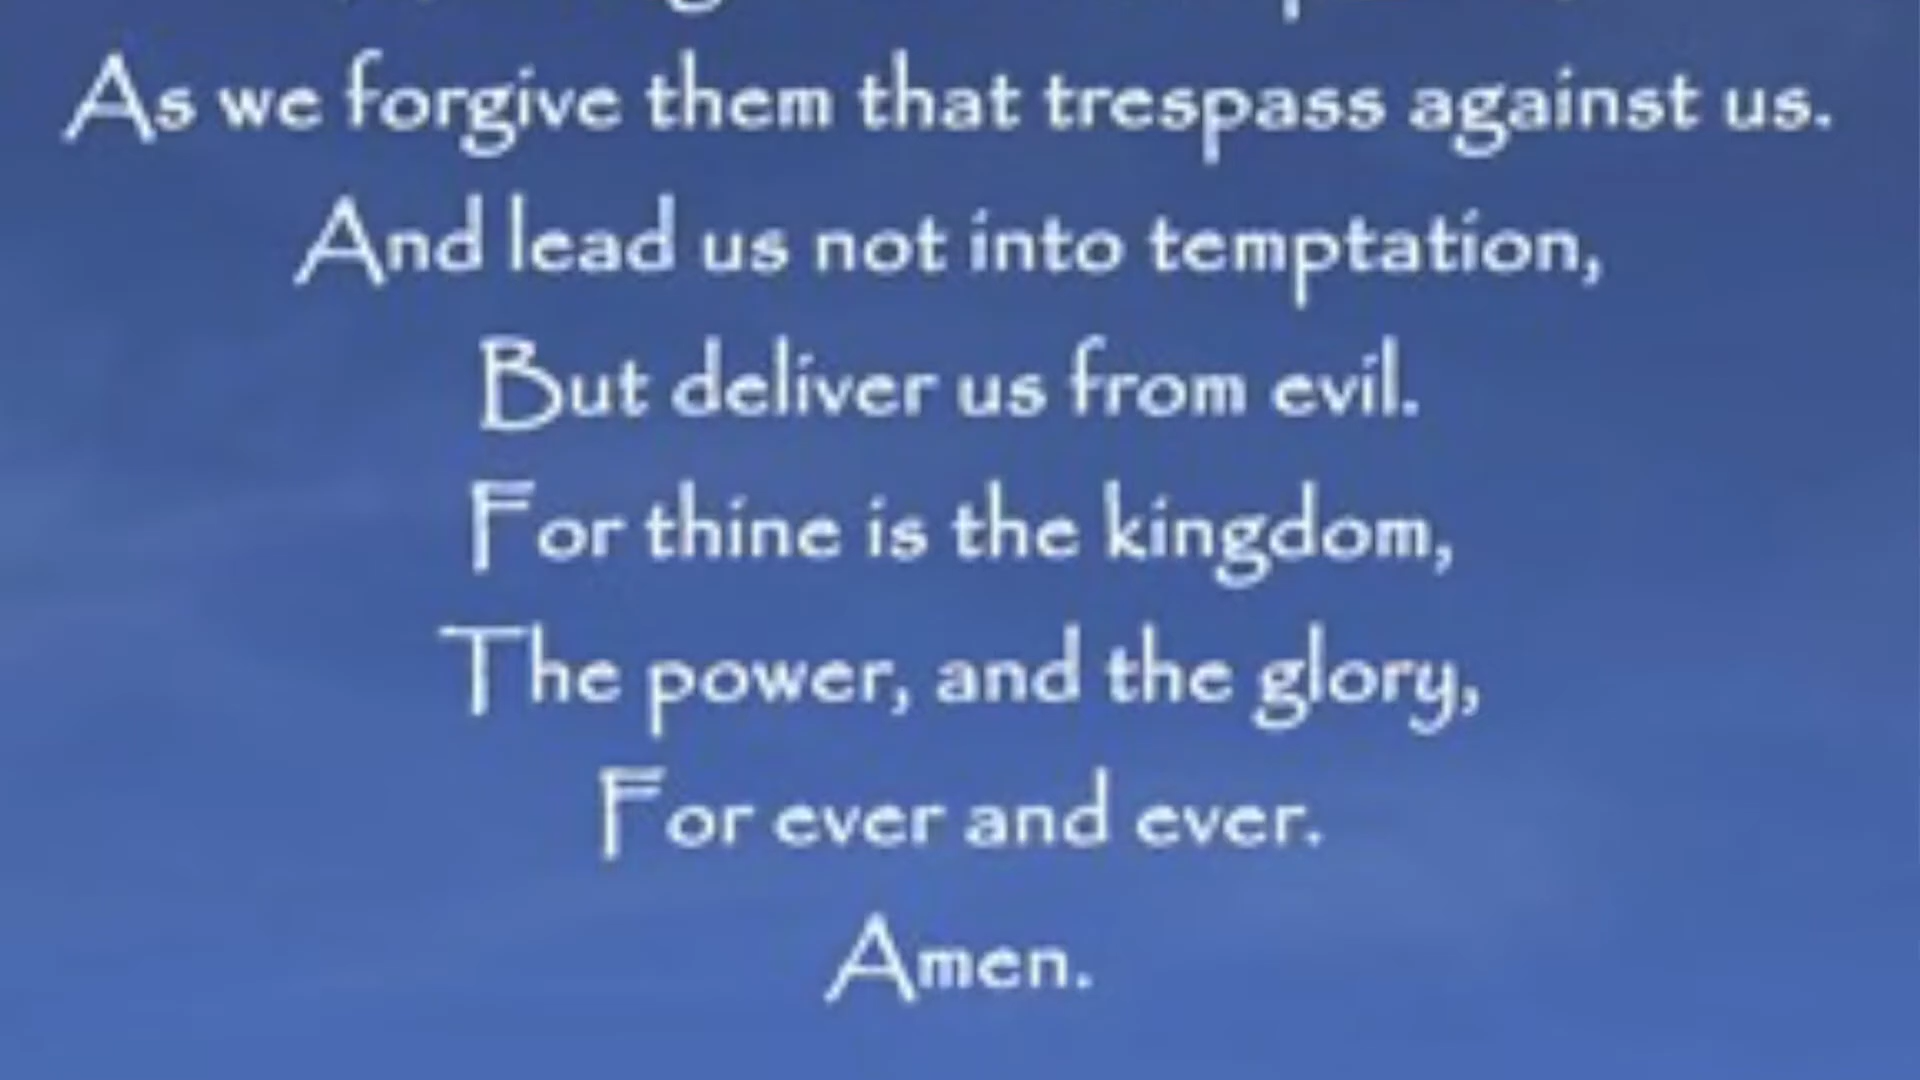 As we forgive them that trespass against us.
And lead us not into temptation,
But deliver us from evil.
For thine is the kingdom,
The power, and the glory,
For ever and ever.
Amen.